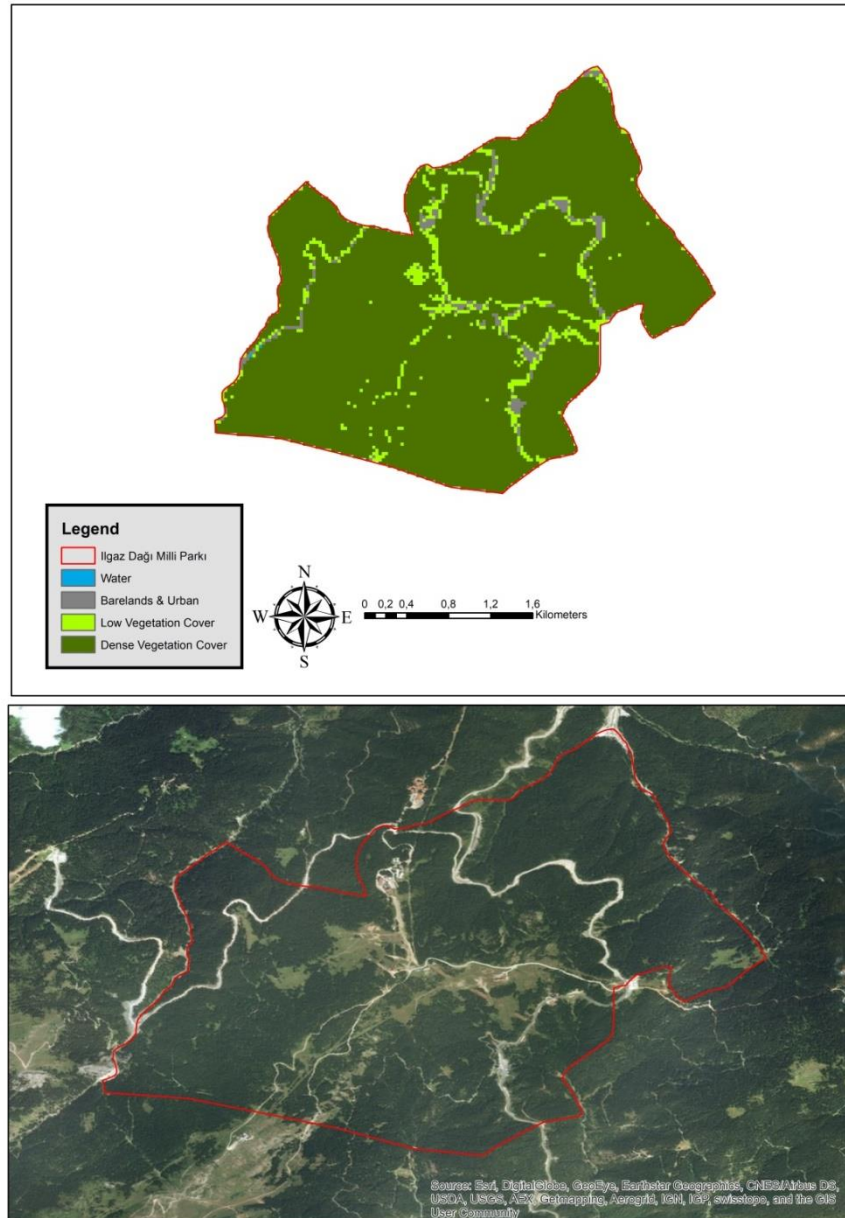 Legend
Ilgaz Dağı Milli Parkı
Water
Barelands & Urban
Low Vegetation Cover
Dense Vegetation Cover
N
W E
S
0 0,2 0,4 0,8 1,2 1,6
Kilometers
Source: Esri, DigitalGlobe, GeoEye, Earthstar Geographics, CNES/Airbus DS,
USDA, USGS, AEX, Getmapping, Aerogrid, IGN, IGP, swisstopo, and the GIS
User Community